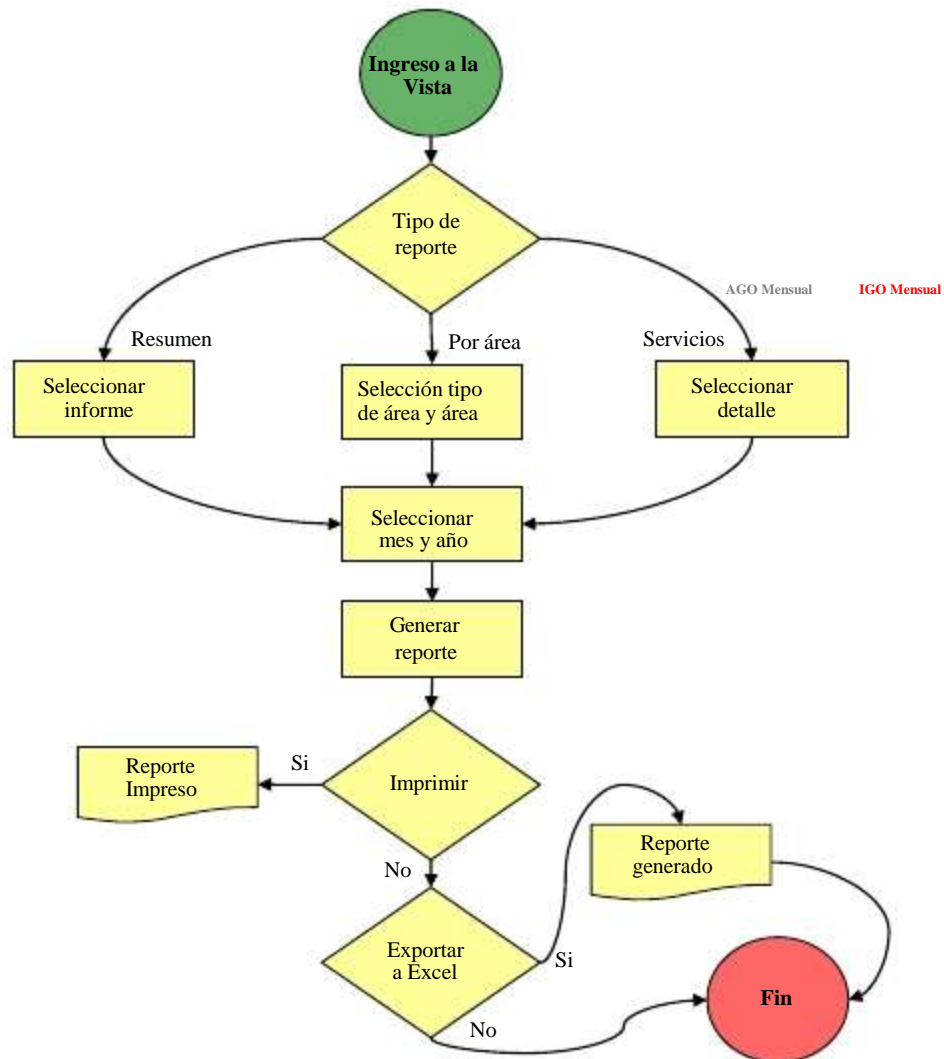 Ingreso a la
Vista
Tipo de
reporte
AGO Mensual
IGO Mensual
Resumen
Por área
Servicios
Seleccionar
informe
Selección tipo
de área y área
Seleccionar
detalle
Seleccionar
mes y año
Generar
reporte
Reporte
Impreso
Si
Imprimir
No
Reporte
generado
Exportar
a Excel
Si
No
Fin